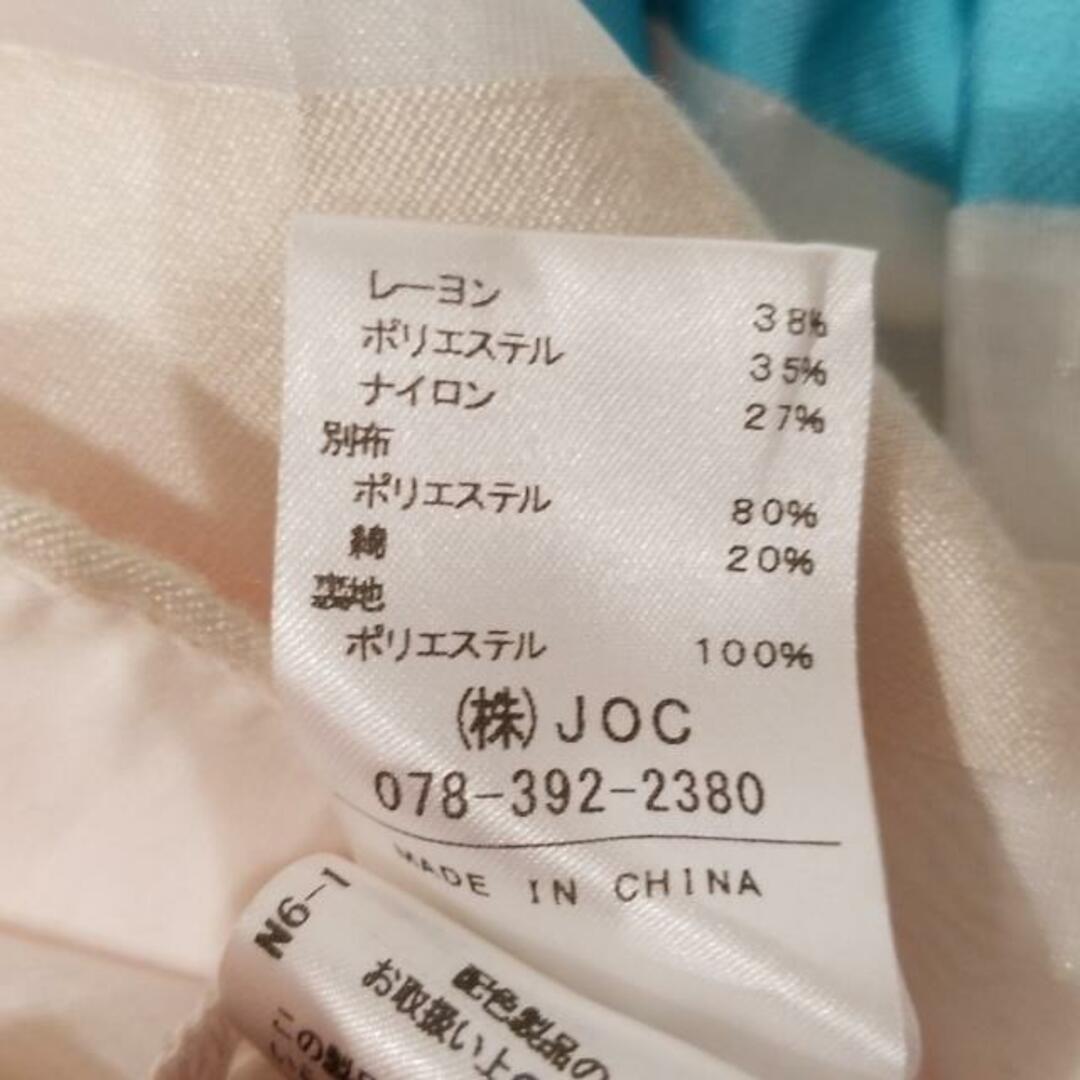 レーヨン 38%
ポリエステル 35%
ナイロン 27%
別布
ポリエステル 80%
綿 20%
裏地
ポリエステル 100%
(株)JOC
078-392-2380
MADE IN CHINA
N6-1
配色製品の
お取扱い上の
この製